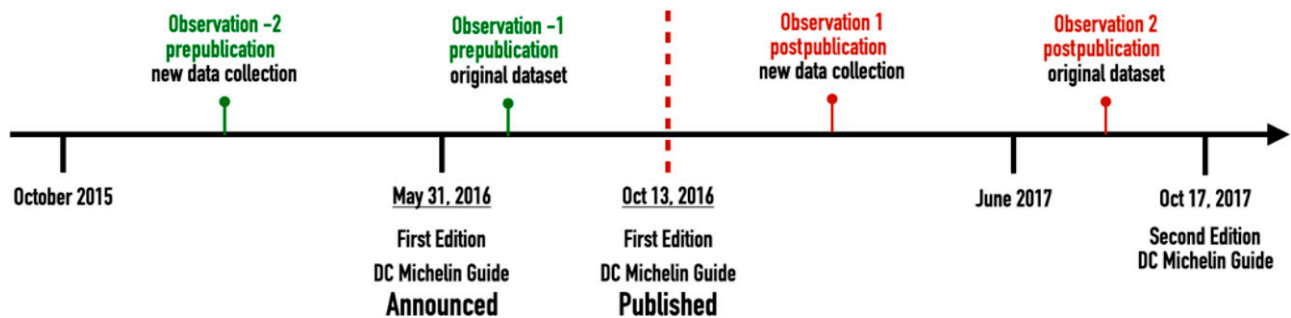 Observation -2
prepublication
new data collection
Observation -1
prepublication
original dataset
Observation 1
postpublication
new data collection
Observation 2
postpublication
original dataset
October 2015
May 31, 2016
First Edition
DC Michelin Guide
Announced
Oct 13, 2016
First Edition
DC Michelin Guide
Published
June 2017
Oct 17, 2017
Second Edition
DC Michelin Guide